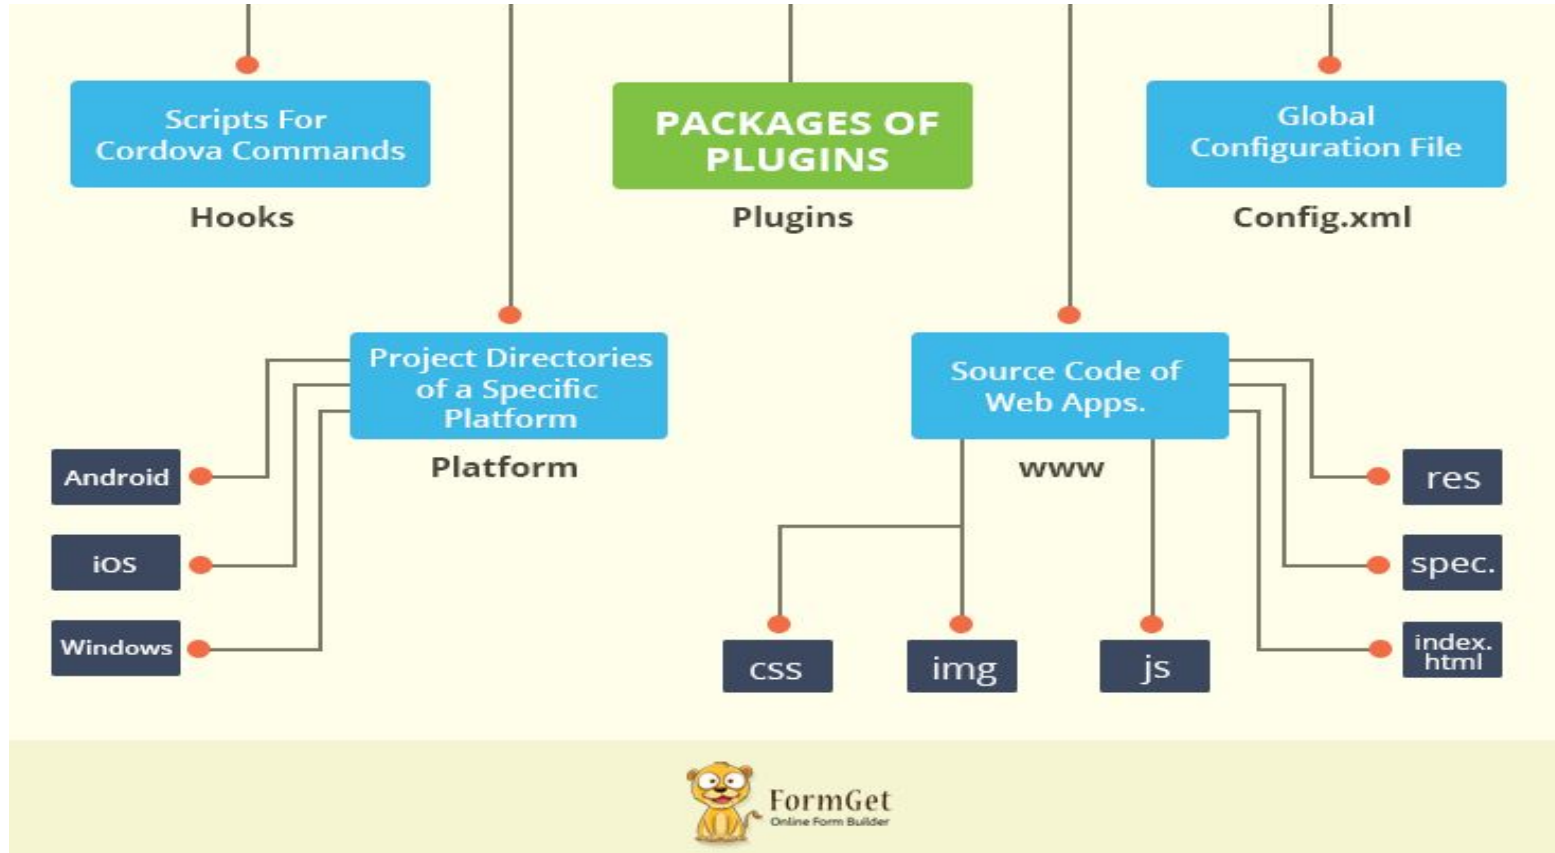 Scripts For
Cordova Commands
Hooks
PACKAGES OF
PLUGINS
Plugins
Global
Configuration File
Config.xml
Project Directories
of a Specific
Platform
Platform
Android
iOS
Windows
Source Code of
Web Apps.
www
css
img
js
res
spec.
index.
html
FormGet
Online Form Builder